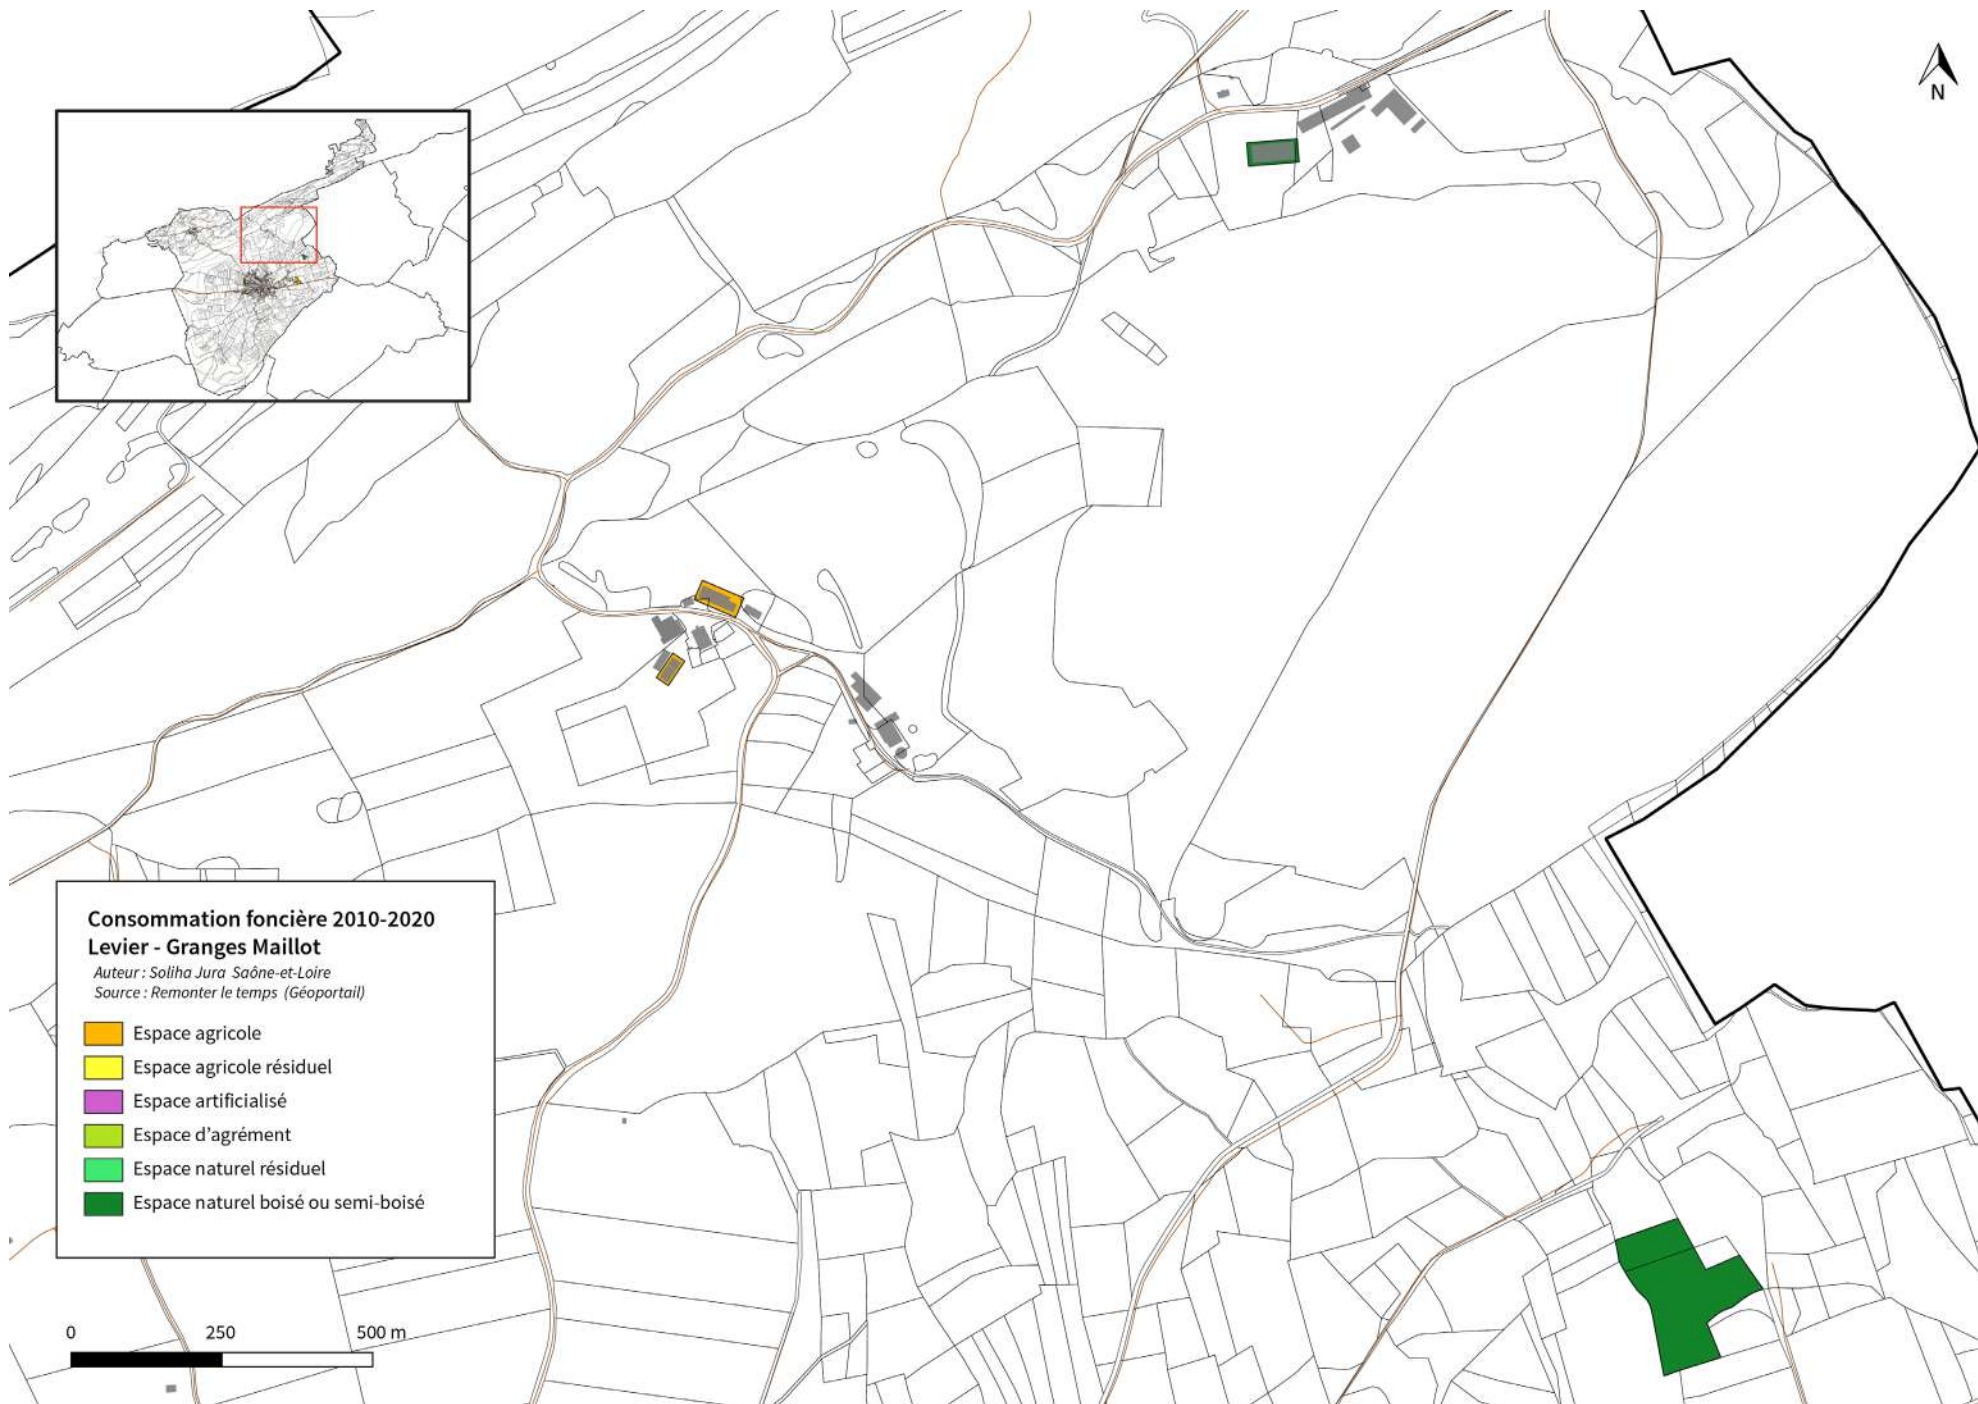 N
Consommation foncière 2010-2020
Levier - Granges Maillot
Auteur : Soliha Jura Saône-et-Loire
Source : Remonter le temps (Géoportail)
Espace agricole
Espace agricole résiduel
Espace artificialisé
Espace d'agrément
Espace naturel résiduel
Espace naturel boisé ou semi-boisé
0 250 500 m